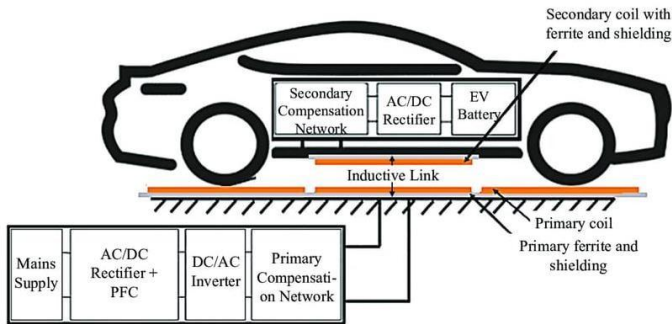 Secondary coil with
ferrite and shielding
Secondary
Compensation
Network
AC/DC
Rectifier
EV
Battery
Inductive Link
Primary coil
Primary ferrite and
shielding
Mains
Supply
AC/DC
Rectifier +
PFC
DC/AC
Inverter
Primary
Compensati-
on Network